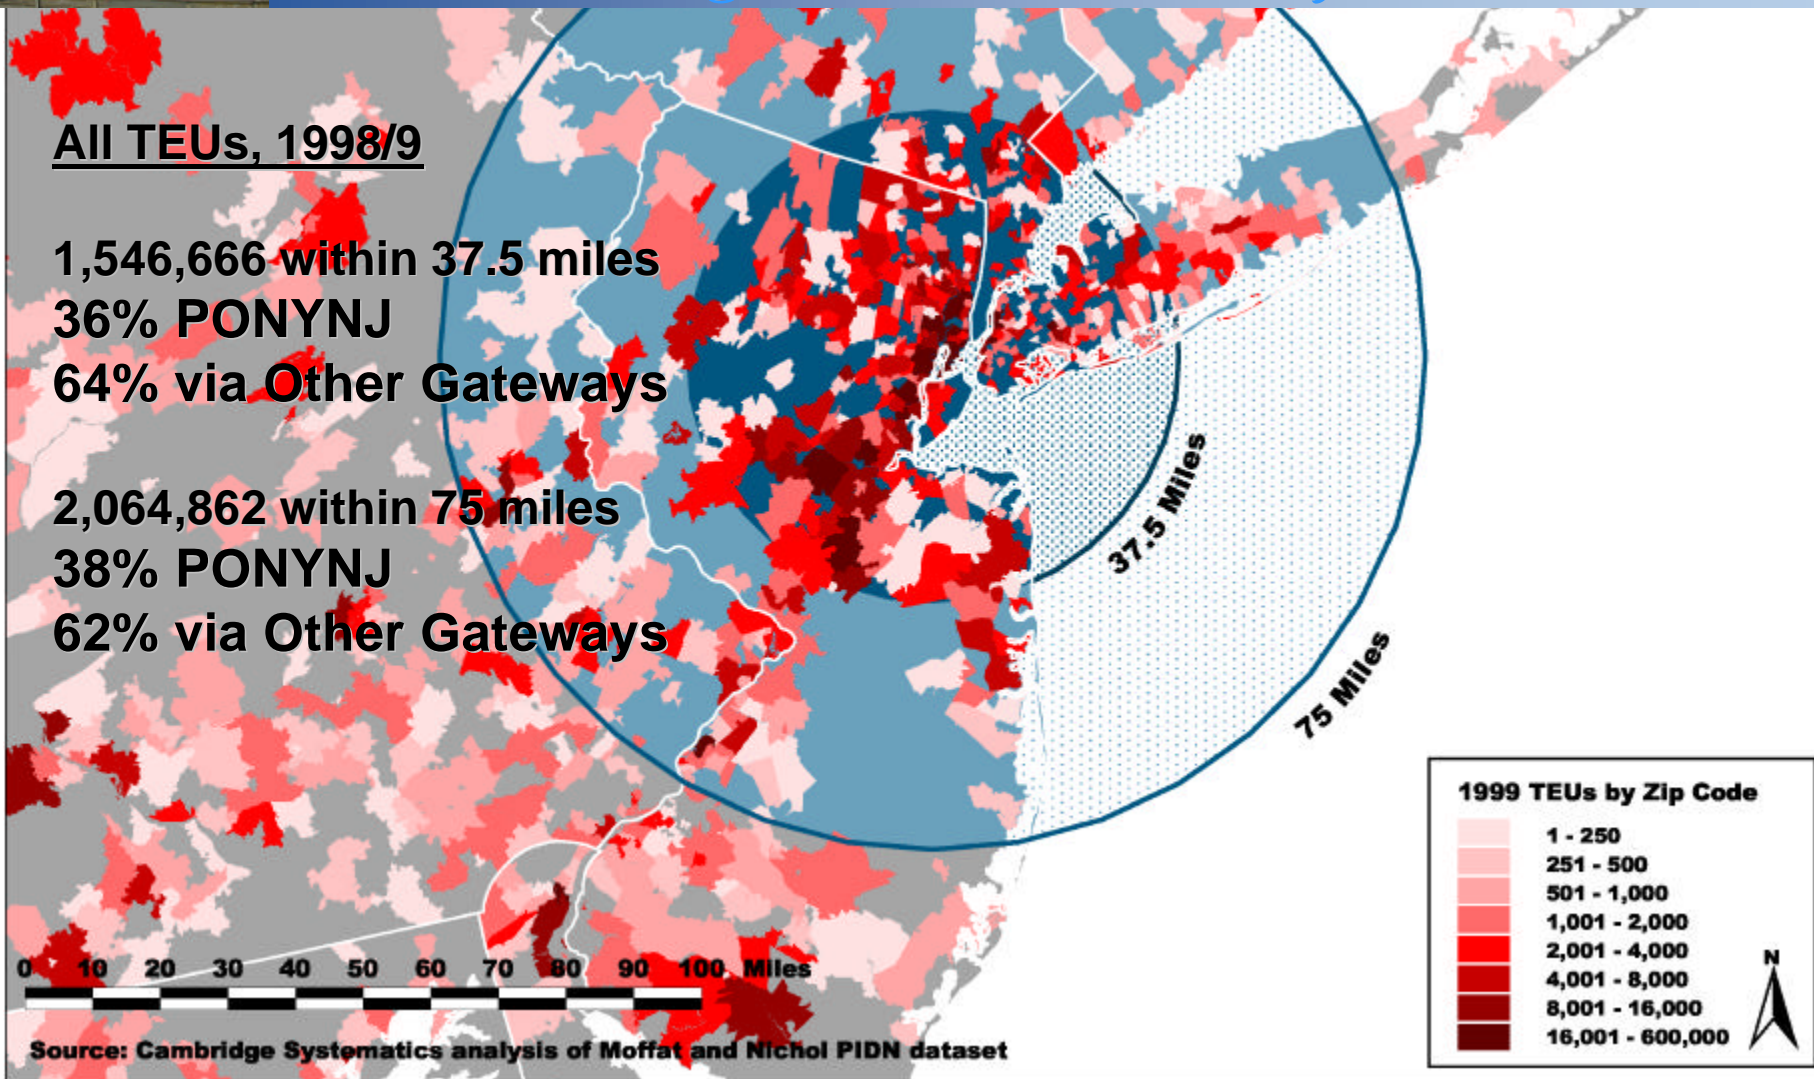 All TEUs, 1998/9
1,546,666 within 37.5 miles
36% PONYNJ
64% via Other Gateways
2,064,862 within 75 miles
38% PONYNJ
62% via Other Gateways
37.5 Miles
75 Miles
1999 TEUs by Zip Code
1 - 250
251 - 500
501 - 1,000
1,001 - 2,000
2,001 - 4,000
4,001 - 8,000
8,001 - 16,000
16,001 - 600,000
N
0 10 20 30 40 50 60 70 80 90 100 Miles
Source: Cambridge Systematics analysis of Moffat and Nichol PIDN dataset